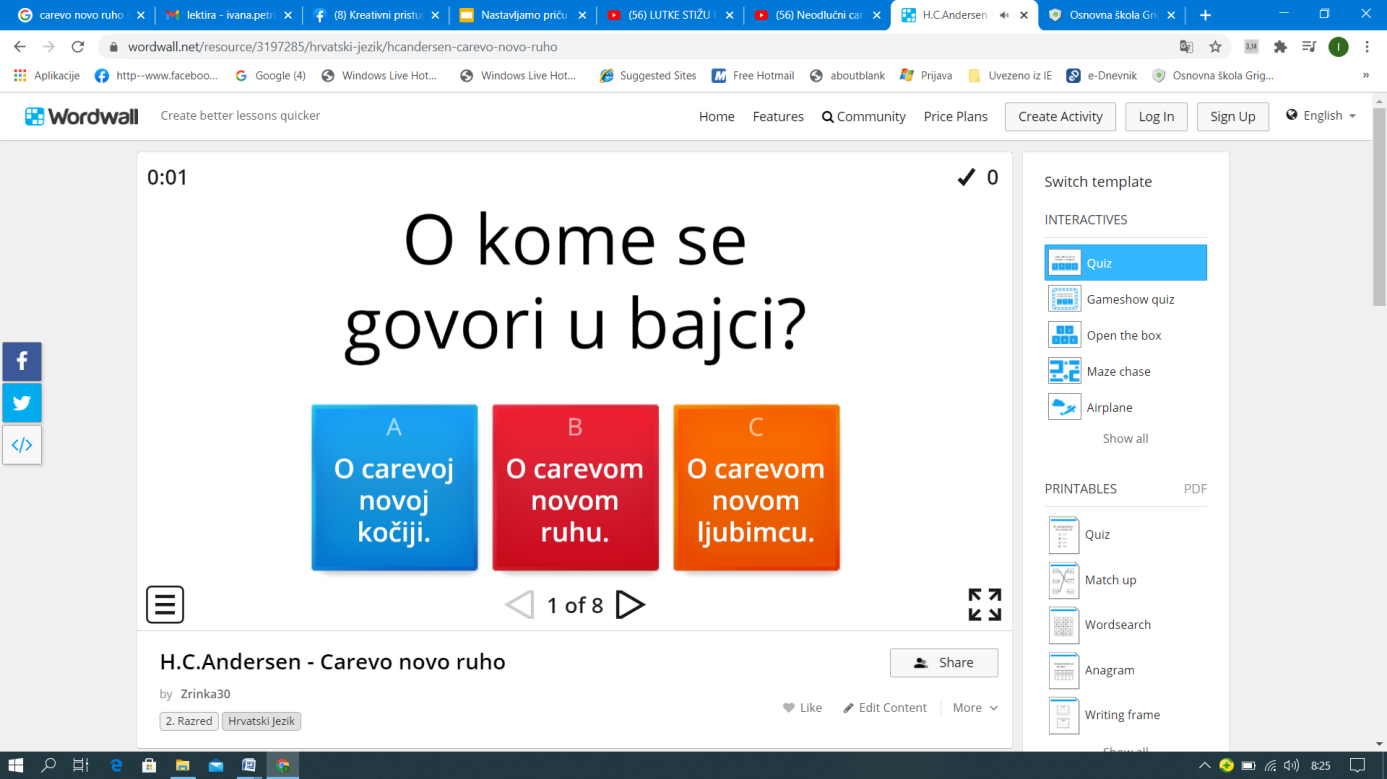 carevo novo ruho
lektira - ivana.petr
(8) Kreativni pristu
Nastavljamo priču
(56) LUTKE STIŽU
(56) Neodlučni car
H.C.Andersen
Osnovna škola Grig
wordwall.net/resource/3197285/hrvatski-jezik/hcandersen-carevo-novo-ruho
3,14
I
Aplikacije
http--www.faceboo...
Google (4)
Windows Live Hot...
Windows Live Hot...
Suggested Sites
Free Hotmail
aboutblank
Prijava
Uvezeno iz IE
e-Dnevnik
Osnovna škola Grig...
»
Wordwall
Create better lessons quicker
Home
Features
Community
Price Plans
Create Activity
Log In
Sign Up
English
0:01
0
O kome se
govori u bajci?
A
O carevoj
novoj
kočiji.
B
O carevom
novom
ruhu.
C
O carevom
novom
ljubimcu.
1 of 8
H.C.Andersen - Carevo novo ruho
by Zrinka30
2. Razred
Hrvatski Jezik
Share
Like
Edit Content
More
Switch template
INTERACTIVES
Quiz
Gameshow quiz
Open the box
Maze chase
Airplane
Show all
PRINTABLES
PDF
Quiz
Match up
Wordsearch
Anagram
Writing frame
Show all
8:25